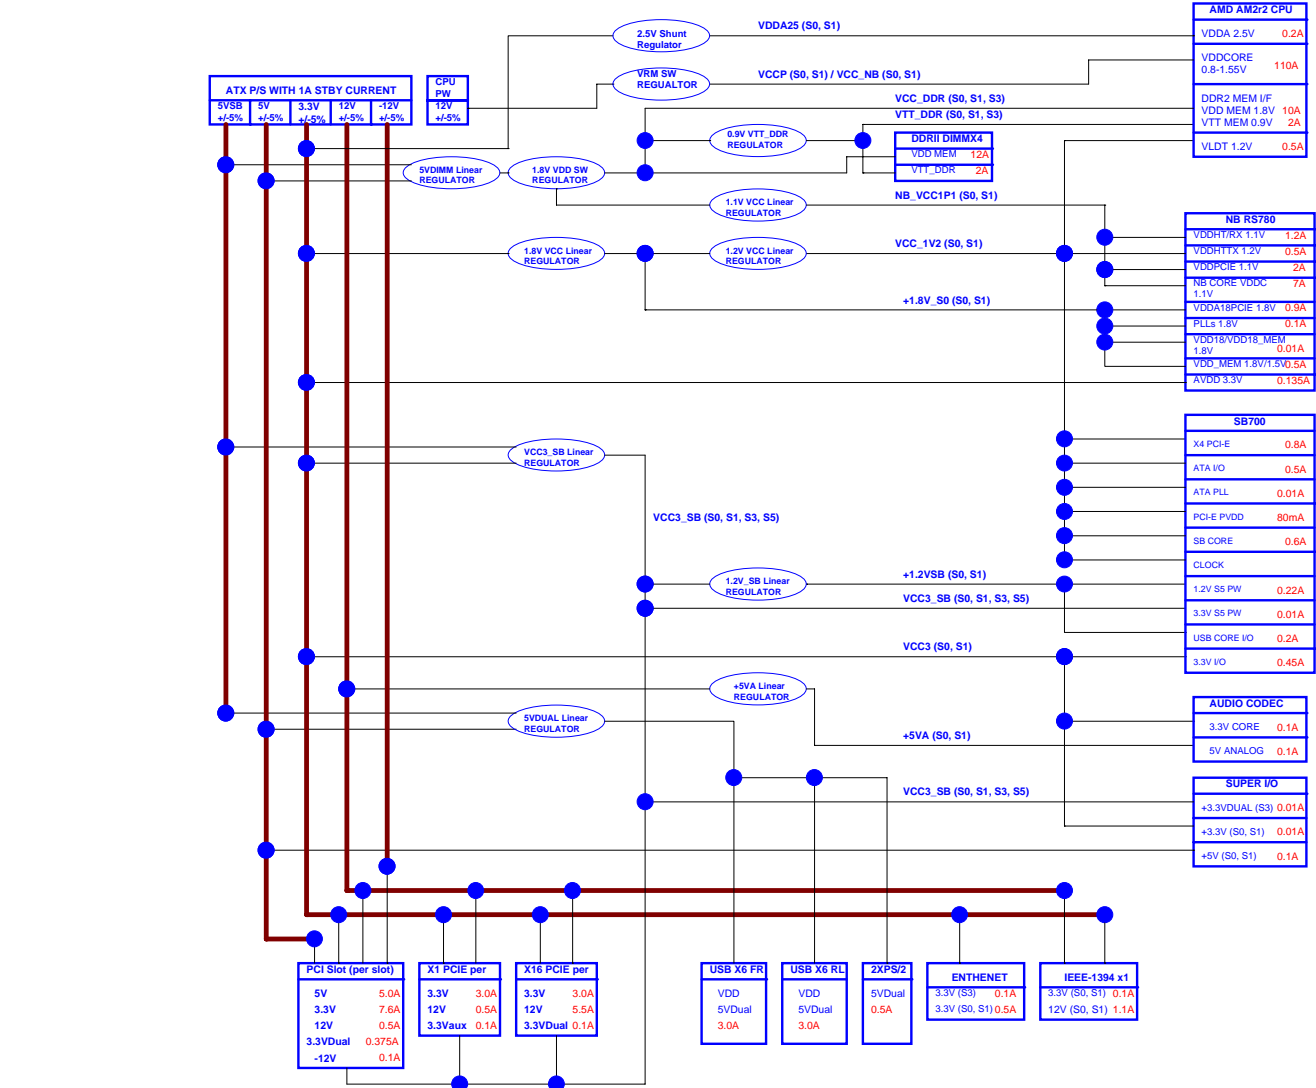 AMD AM2r2 CPU
VDDA 2.5V 0.2A
VDDCORE
0.8-1.55V 110A
DDR2 MEM I/F
VDD MEM 1.8V 10A
VTT MEM 0.9V 2A
VLDT 1.2V 0.5A
2.5V Shunt
Regulator
VDDA25 (S0, S1)
VRM SW
REGUALTOR
VCCP (S0, S1) / VCC_NB (S0, S1)
ATX P/S WITH 1A STBY CURRENT
5VSB
+/-5%
5V
+/-5%
3.3V
+/-5%
12V
+/-5%
-12V
+/-5%
CPU
PW
12V
+/-5%
VCC_DDR (S0, S1, S3)
VTT_DDR (S0, S1, S3)
0.9V VTT_DDR
REGULATOR
DDRII DIMMX4
VDD MEM 12A
VTT_DDR 2A
5VDIMM Linear
REGULATOR
1.8V VDD SW
REGULATOR
1.1V VCC Linear
REGULATOR
NB_VCC1P1 (S0, S1)
NB RS780
VDDHT/RX 1.1V 1.2A
VDDHTTX 1.2V 0.5A
VDDPCIE 1.1V 2A
NB CORE VDDC 7A
1.1V
VDDA18PCIE 1.8V 0.9A
PLLs 1.8V 0.1A
VDD18/VDD18_MEM
1.8V 0.01A
VDD_MEM 1.8V/1.5V 0.5A
AVDD 3.3V 0.135A
1.8V VCC Linear
REGULATOR
1.2V VCC Linear
REGULATOR
VCC_1V2 (S0, S1)
+1.8V_S0 (S0, S1)
SB700
X4 PCI-E 0.8A
ATA I/O 0.5A
ATA PLL 0.01A
PCI-E PVDD 80mA
SB CORE 0.6A
CLOCK
1.2V S5 PW 0.22A
3.3V S5 PW 0.01A
USB CORE I/O 0.2A
3.3V I/O 0.45A
VCC3_SB Linear
REGULATOR
VCC3_SB (S0, S1, S3, S5)
1.2V_SB Linear
REGULATOR
+1.2VSB (S0, S1)
VCC3_SB (S0, S1, S3, S5)
VCC3 (S0, S1)
+5VA Linear
REGULATOR
5VDUAL Linear
REGULATOR
+5VA (S0, S1)
AUDIO CODEC
3.3V CORE 0.1A
5V ANALOG 0.1A
VCC3_SB (S0, S1, S3, S5)
SUPER I/O
+3.3VDUAL (S3) 0.01A
+3.3V (S0, S1) 0.01A
+5V (S0, S1) 0.1A
PCI Slot (per slot)
5V 5.0A
3.3V 7.6A
12V 0.5A
3.3VDual 0.375A
-12V 0.1A
X1 PCIE per
3.3V 3.0A
12V 0.5A
3.3Vaux 0.1A
X16 PCIE per
3.3V 3.0A
12V 5.5A
3.3VDual 0.1A
USB X6 FR
VDD
5VDual
3.0A
USB X6 RL
VDD
5VDual
3.0A
2XPS/2
5VDual
0.5A
ENTHENET
3.3V (S3) 0.1A
3.3V (S0, S1) 0.5A
IEEE-1394 x1
3.3V (S0, S1) 0.1A
12V (S0, S1) 1.1A